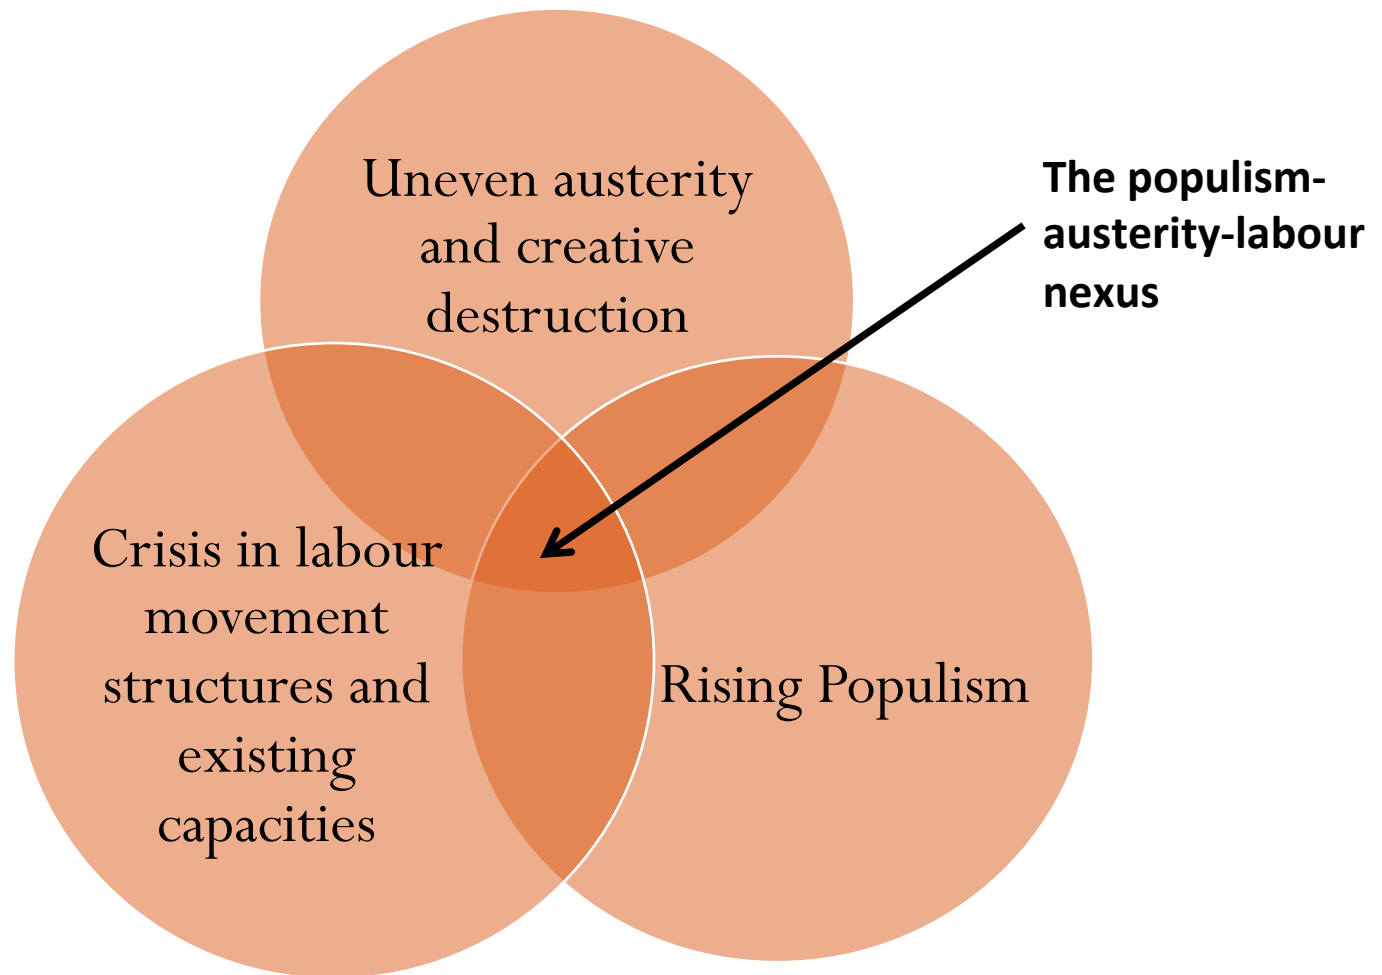 Uneven austerity
and creative
destruction
The populism-
austerity-labour
nexus
Crisis in labour
movement
structures and
existing
capacities
Rising Populism